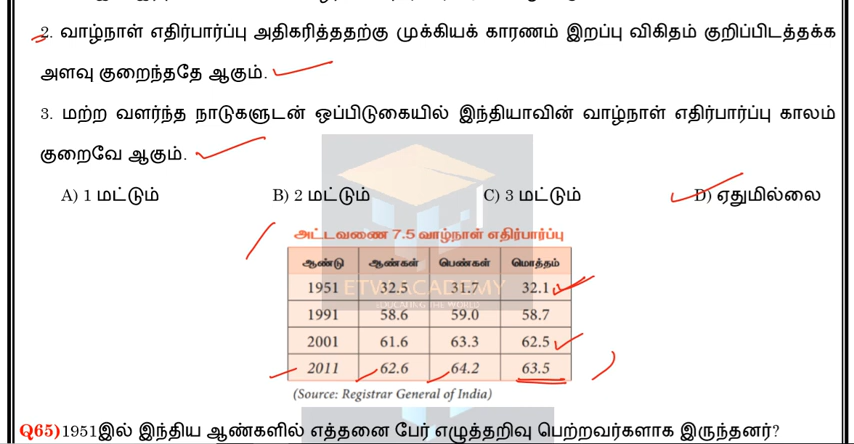 2. வாழ்நாள் எதிர்பார்ப்பு அதிகரித்ததற்கு முக்கியக் காரணம் இறப்பு விகிதம் குறிப்பிடத்தக்க
அளவு குறைந்ததே ஆகும்.
3. மற்ற வளர்ந்த நாடுகளுடன் ஒப்பிடுகையில் இந்தியாவின் வாழ்நாள் எதிர்பார்ப்பு காலம்
குறைவே ஆகும்.
A) 1 மட்டும் B) 2 மட்டும் C) 3 மட்டும் D) ஏதுமில்லை
அட்டவணை 7.5 வாழ்நாள் எதிர்பார்ப்பு
ஆண்டு ஆண்கள் பெண்கள் மொத்தம்
1951 32.5 31.7 32.1
ACADEMY
EDUCATING THE WORLD
1991 58.6 59.0 58.7
2001 61.6 63.3 62.5
2011 62.6 64.2 63.5
(Source: Registrar General of India)
Q65)1951இல் இந்திய ஆண்களில் எத்தனை பேர் எழுத்தறிவு பெற்றவர்களாக இருந்தனர்?